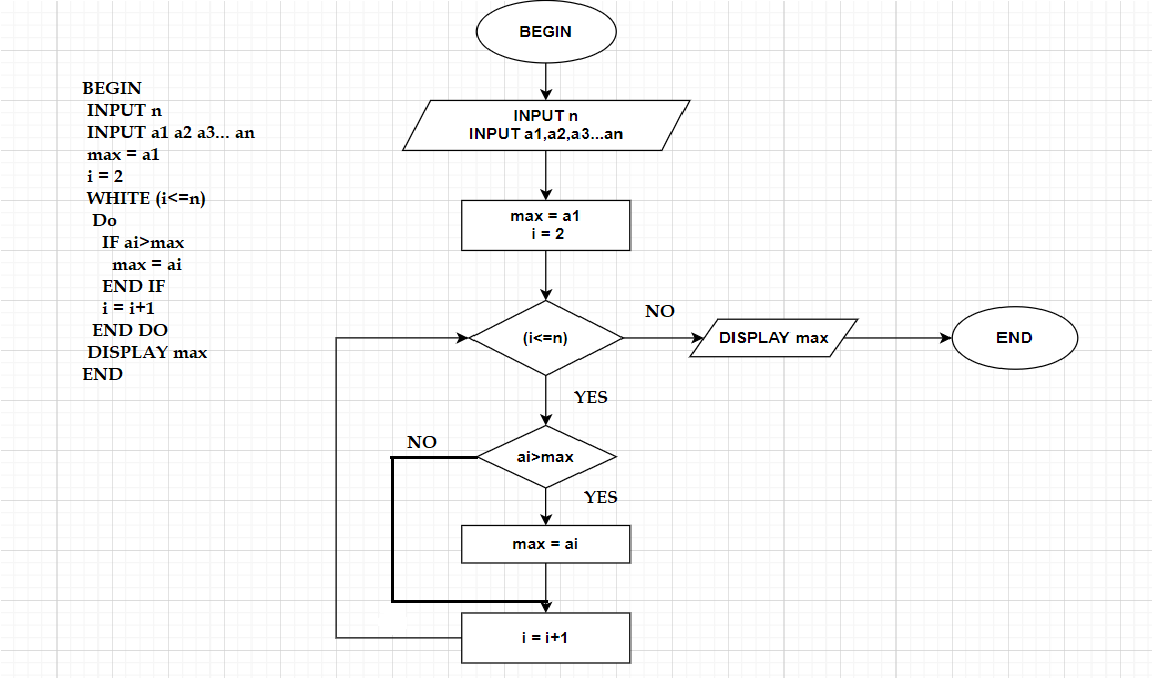 BEGIN
INPUT n
INPUT a1 a2 a3... an
max = a1
i = 2
WHITE (i<=n)
Do
IF ai>max
max = ai
END IF
i = i+1
END DO
DISPLAY max
END
BEGIN
INPUT n
INPUT a1,a2,a3...an
max = a1
i = 2
(i<=n)
NO
DISPLAY max
END
YES
ai>max
NO
YES
max = ai
i = i+1